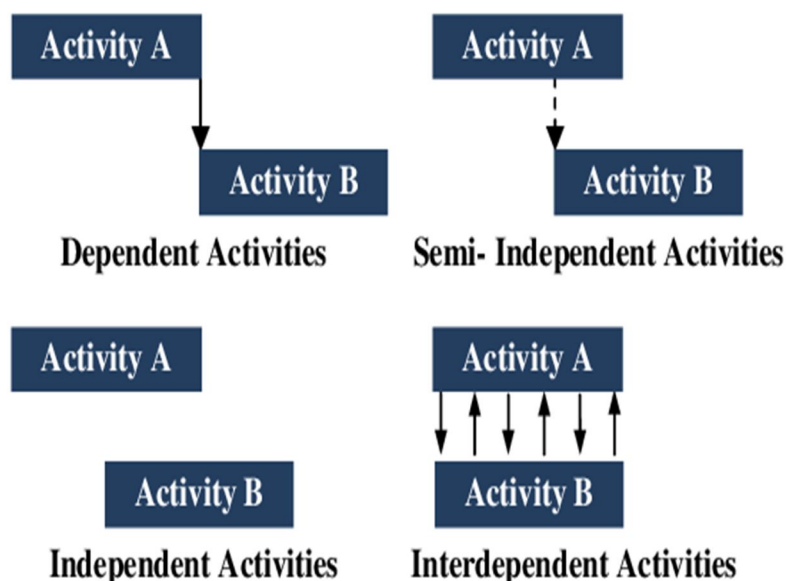 Activity A
Activity B
Dependent Activities
Activity A
Activity B
Semi- Independent Activities
Activity A
Activity B
Independent Activities
Activity A
Activity B
Interdependent Activities